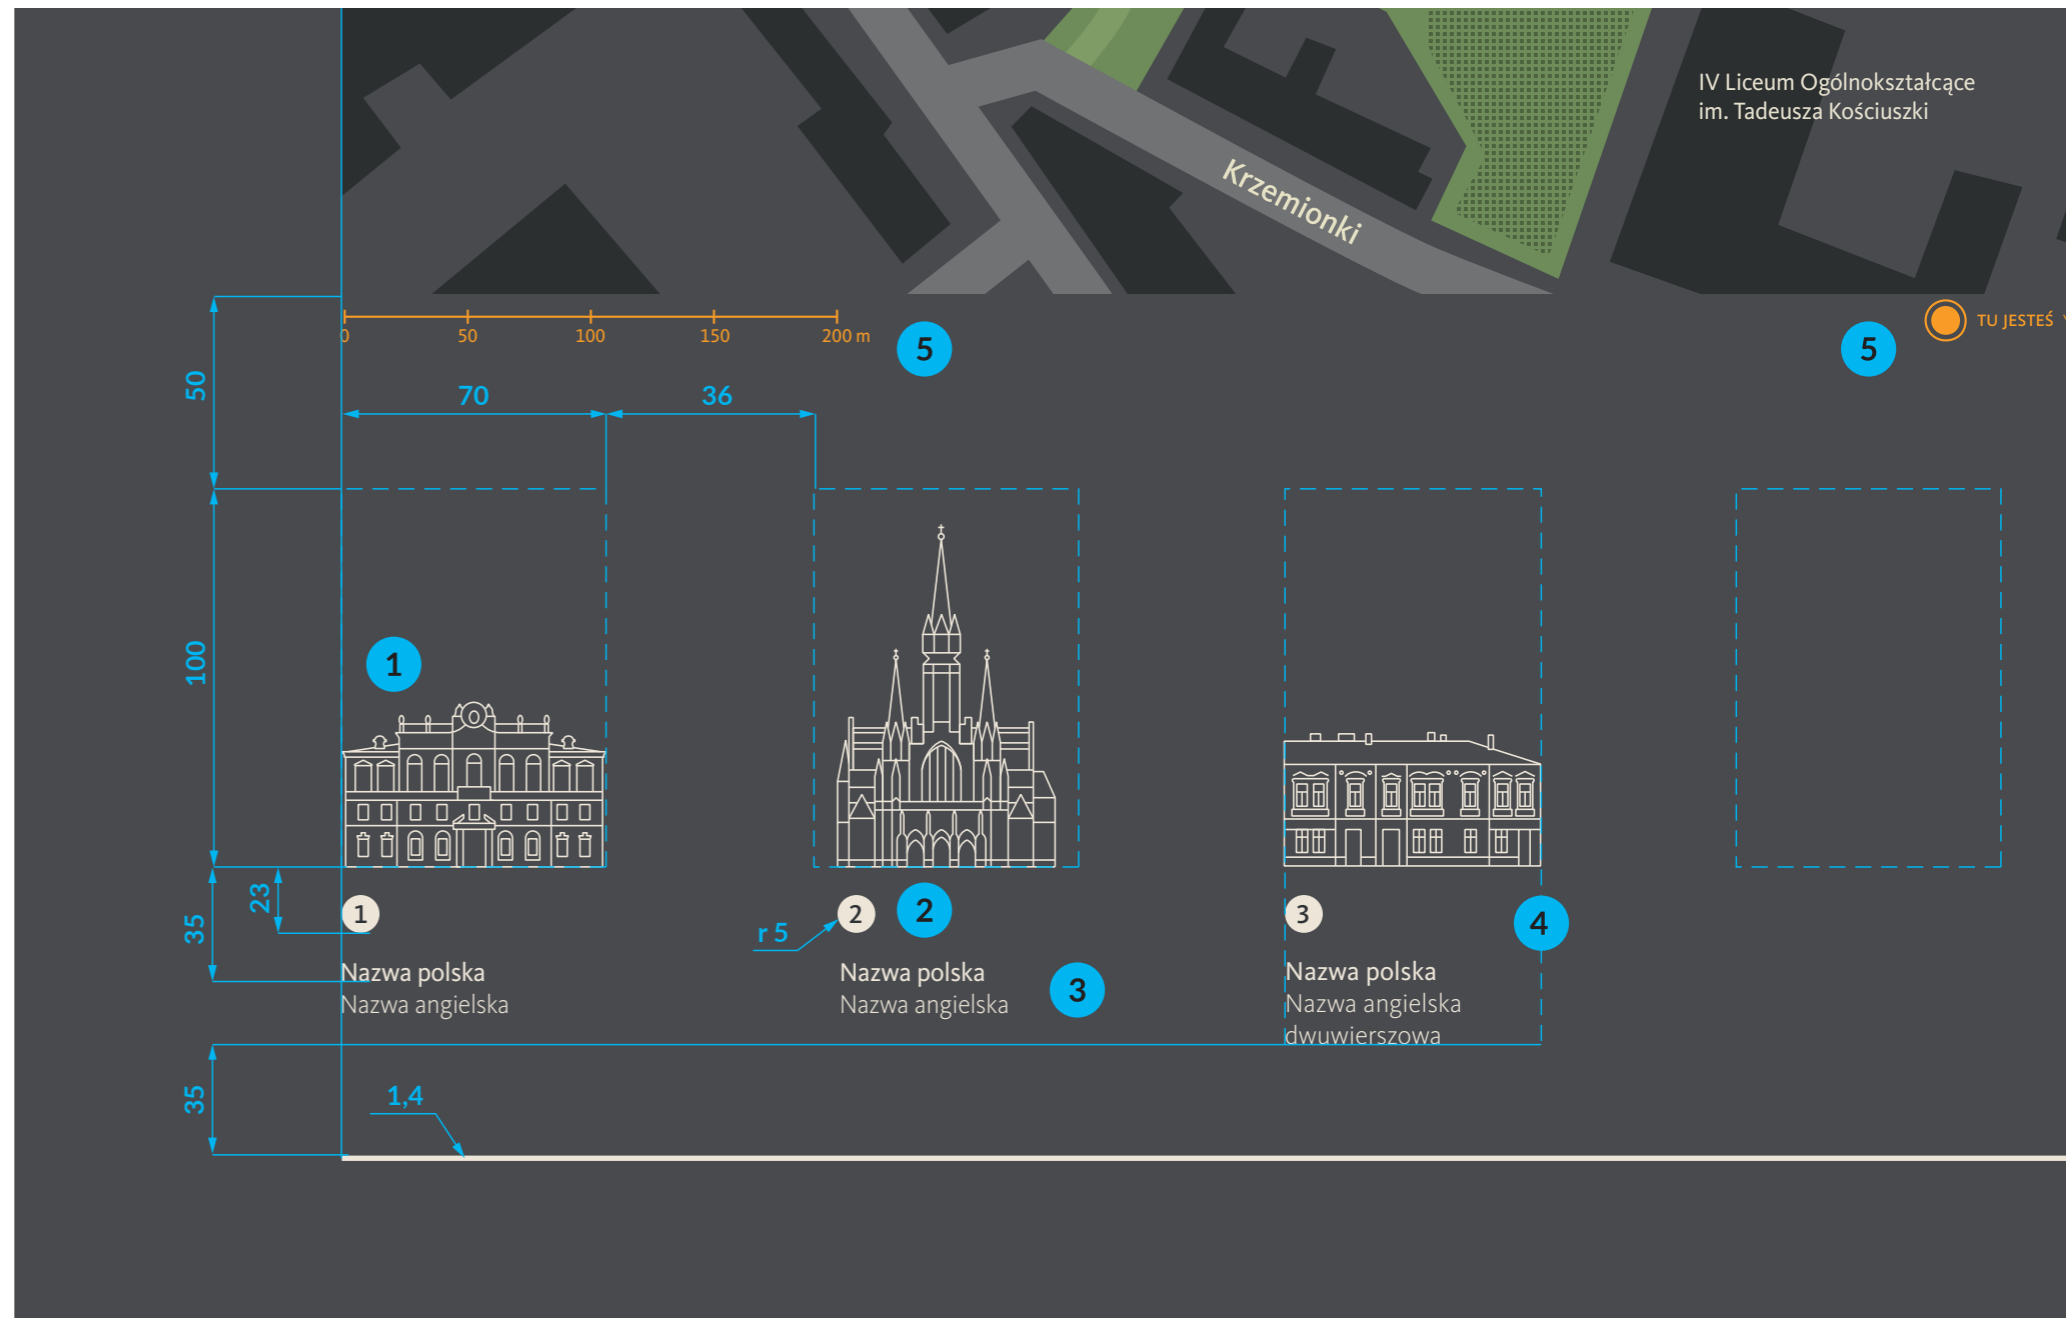 IV Liceum Ogólnokształcące
im. Tadeusza Kościuszki
Krzemionki
0 50 100 150 200 m
5
5
TU JESTEŚ
50
70
36
100
1
23
35
1
r 5
2
2
3
4
Nazwa polska
Nazwa angielska
Nazwa polska
Nazwa angielska
3
Nazwa polska
Nazwa angielska
dwuwierszowa
35
1,4